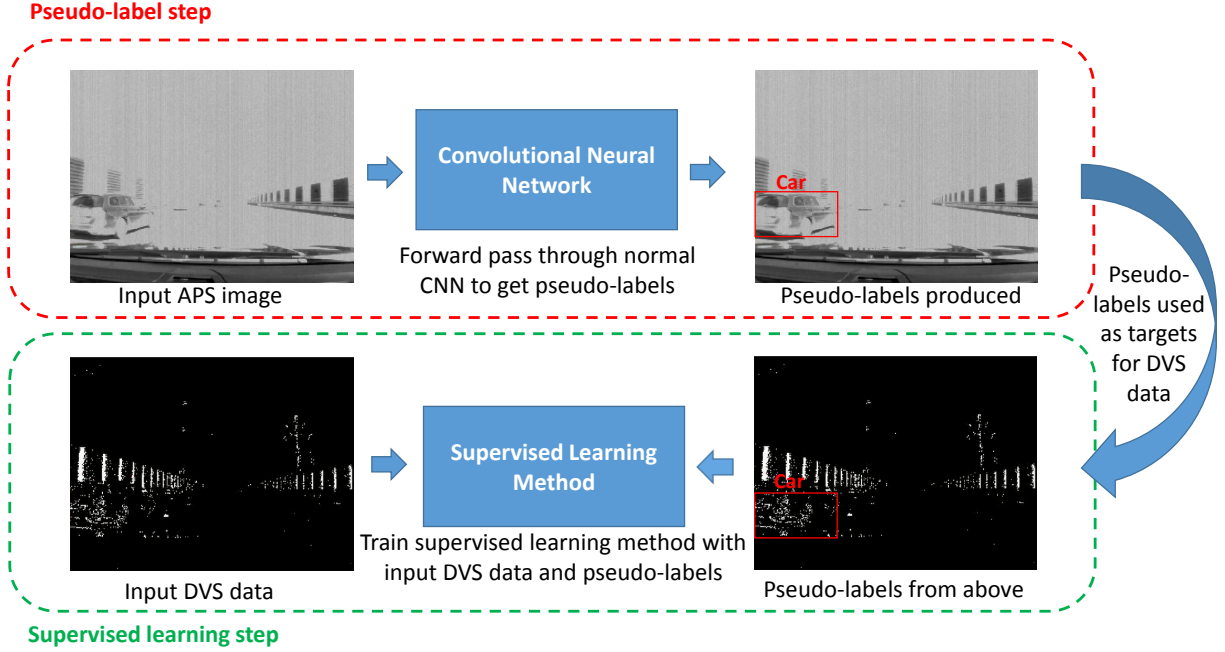 Pseudo-label step
Convolutional Neural
Network
Car
Forward pass through normal
CNN to get pseudo-labels
Input APS image
Pseudo-labels produced
Pseudo-
labels used
as targets
for DVS
data
Supervised Learning
Method
Car
Train supervised learning method with
input DVS data and pseudo-labels
Input DVS data
Pseudo-labels from above
Supervised learning step